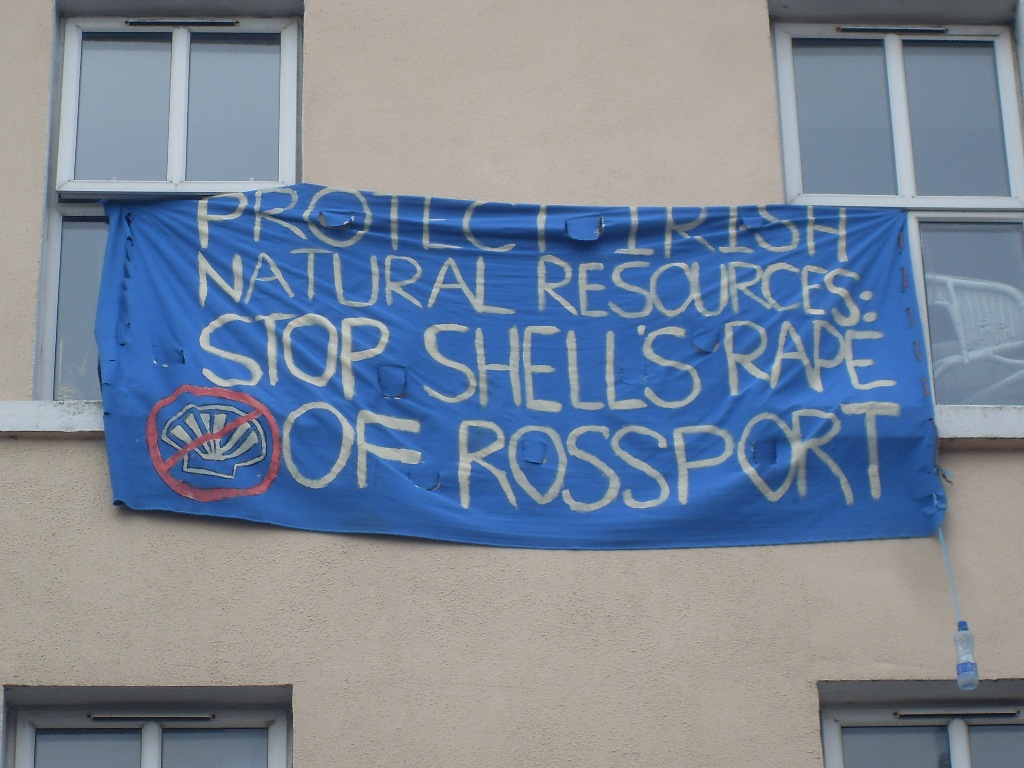 PROTECT IRISH
NATURAL RESOURCES:
STOP SHELL'S RAPE
OF ROSSPORT